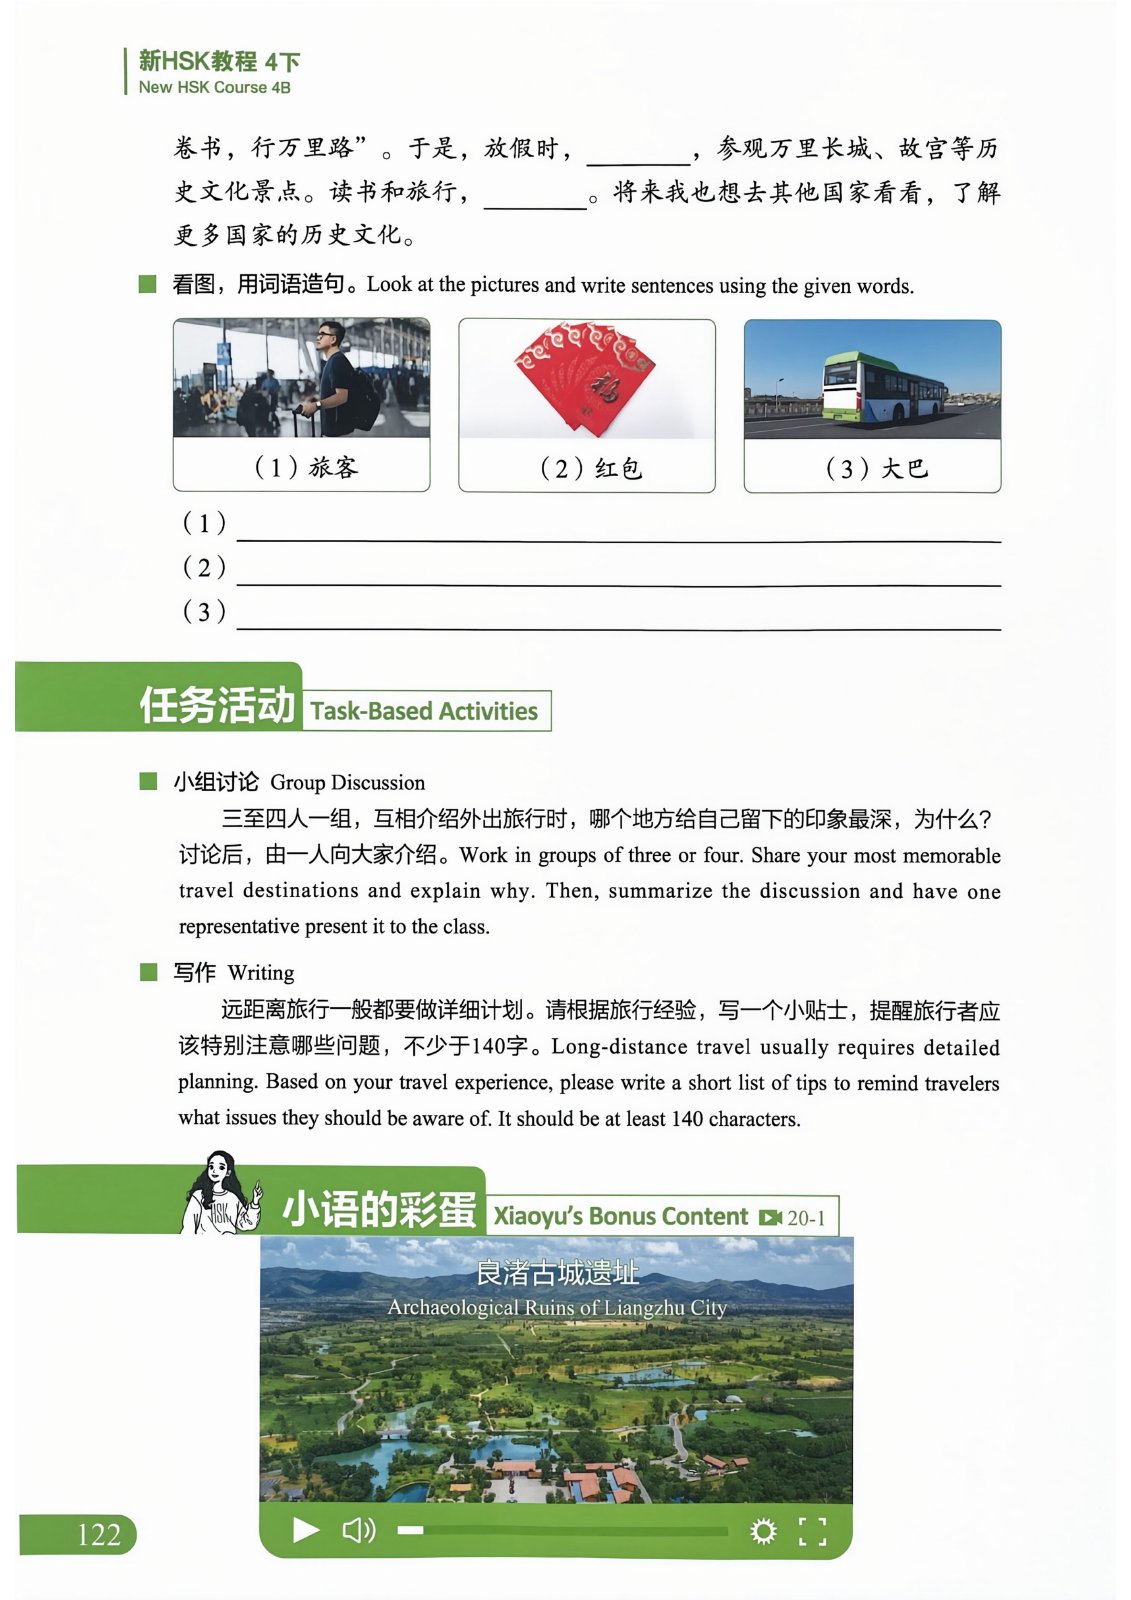 新HSK教程 4下
New HSK Course 4B
卷书，行万里路”。于是，放假时，________，参观万里长城、故宫等历
史文化景点。读书和旅行，________。将来我也想去其他国家看看，了解
更多国家的历史文化。
看图，用词语造句。Look at the pictures and write sentences using the given words.
福
（1）旅客
（2）红包
（3）大巴
（1）
（2）
（3）
任务活动 Task-Based Activities
小组讨论 Group Discussion
三至四人一组，互相介绍外出旅行时，哪个地方给自己留下的印象最深，为什么？
讨论后，由一人向大家介绍。Work in groups of three or four. Share your most memorable
travel destinations and explain why. Then, summarize the discussion and have one
representative present it to the class.
写作 Writing
远距离旅行一般都要做详细计划。请根据旅行经验，写一个小贴士，提醒旅行者应
该特别注意哪些问题，不少于140字。Long-distance travel usually requires detailed
planning. Based on your travel experience, please write a short list of tips to remind travelers
what issues they should be aware of. It should be at least 140 characters.
HSK
小语的彩蛋 Xiaoyu's Bonus Content 20-1
良渚古城遗址
Archaeological Ruins of Liangzhu City
122